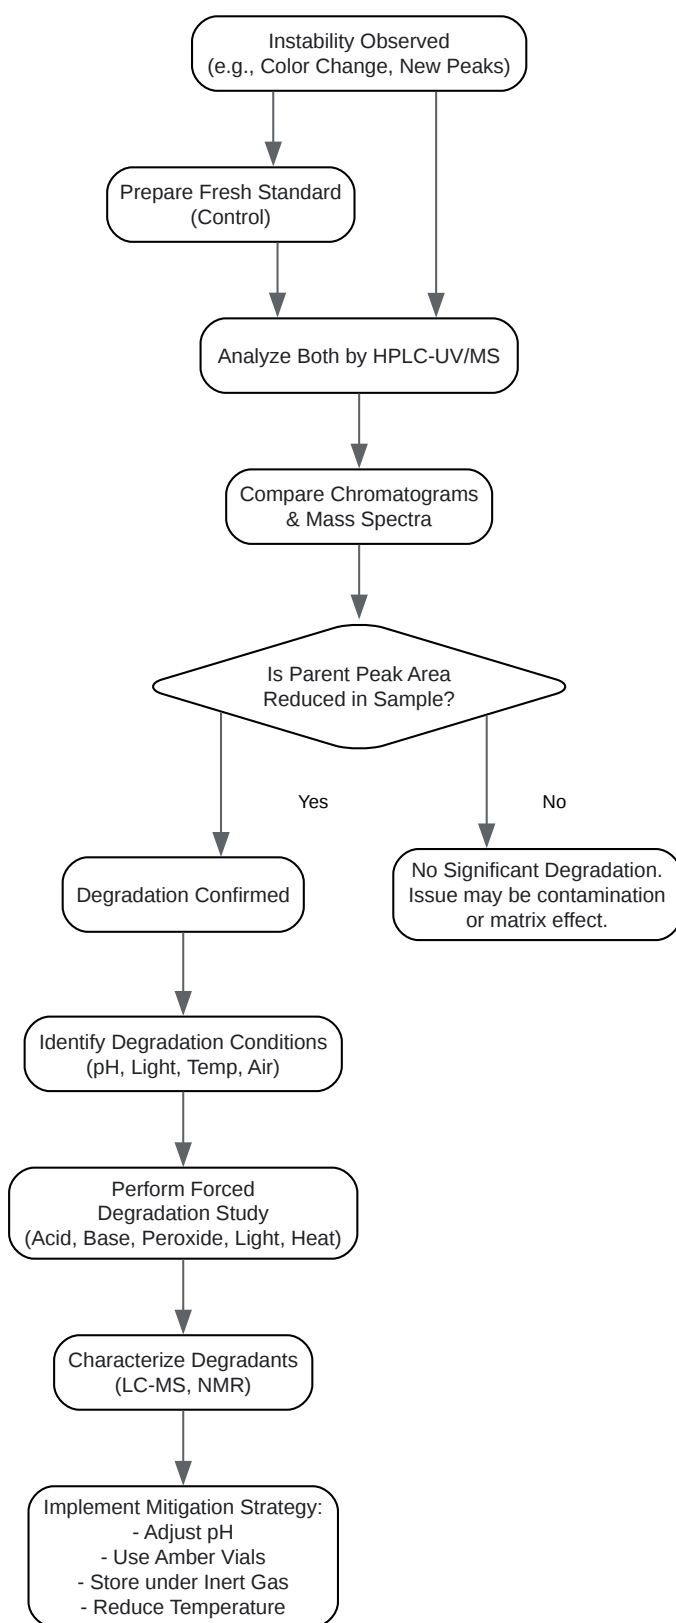 Instability Observed
(e.g., Color Change, New Peaks)
Prepare Fresh Standard
(Control)
Analyze Both by HPLC-UV/MS
Compare Chromatograms
& Mass Spectra
Is Parent Peak Area
Reduced in Sample?
Yes
No
Degradation Confirmed
No Significant Degradation.
Issue may be contamination
or matrix effect.
Identify Degradation Conditions
(pH, Light, Temp, Air)
Perform Forced
Degradation Study
(Acid, Base, Peroxide, Light, Heat)
Characterize Degradants
(LC-MS, NMR)
Implement Mitigation Strategy:
- Adjust pH
- Use Amber Vials
- Store under Inert Gas
- Reduce Temperature